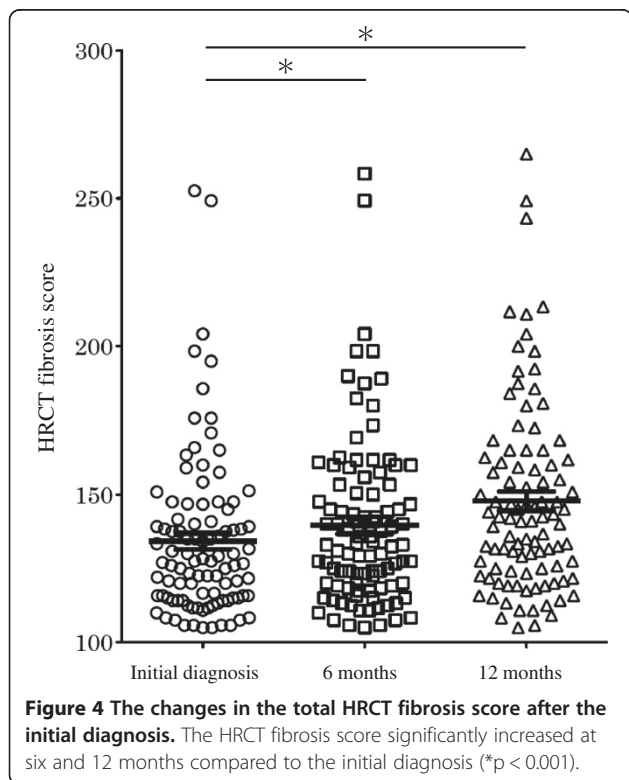 300
*
*
250
200
150
100
HRCT fibrosis score
Initial diagnosis 6 months 12 months
Figure 4 The changes in the total HRCT fibrosis score after the
initial diagnosis. The HRCT fibrosis score significantly increased at
six and 12 months compared to the initial diagnosis (*p < 0.001).